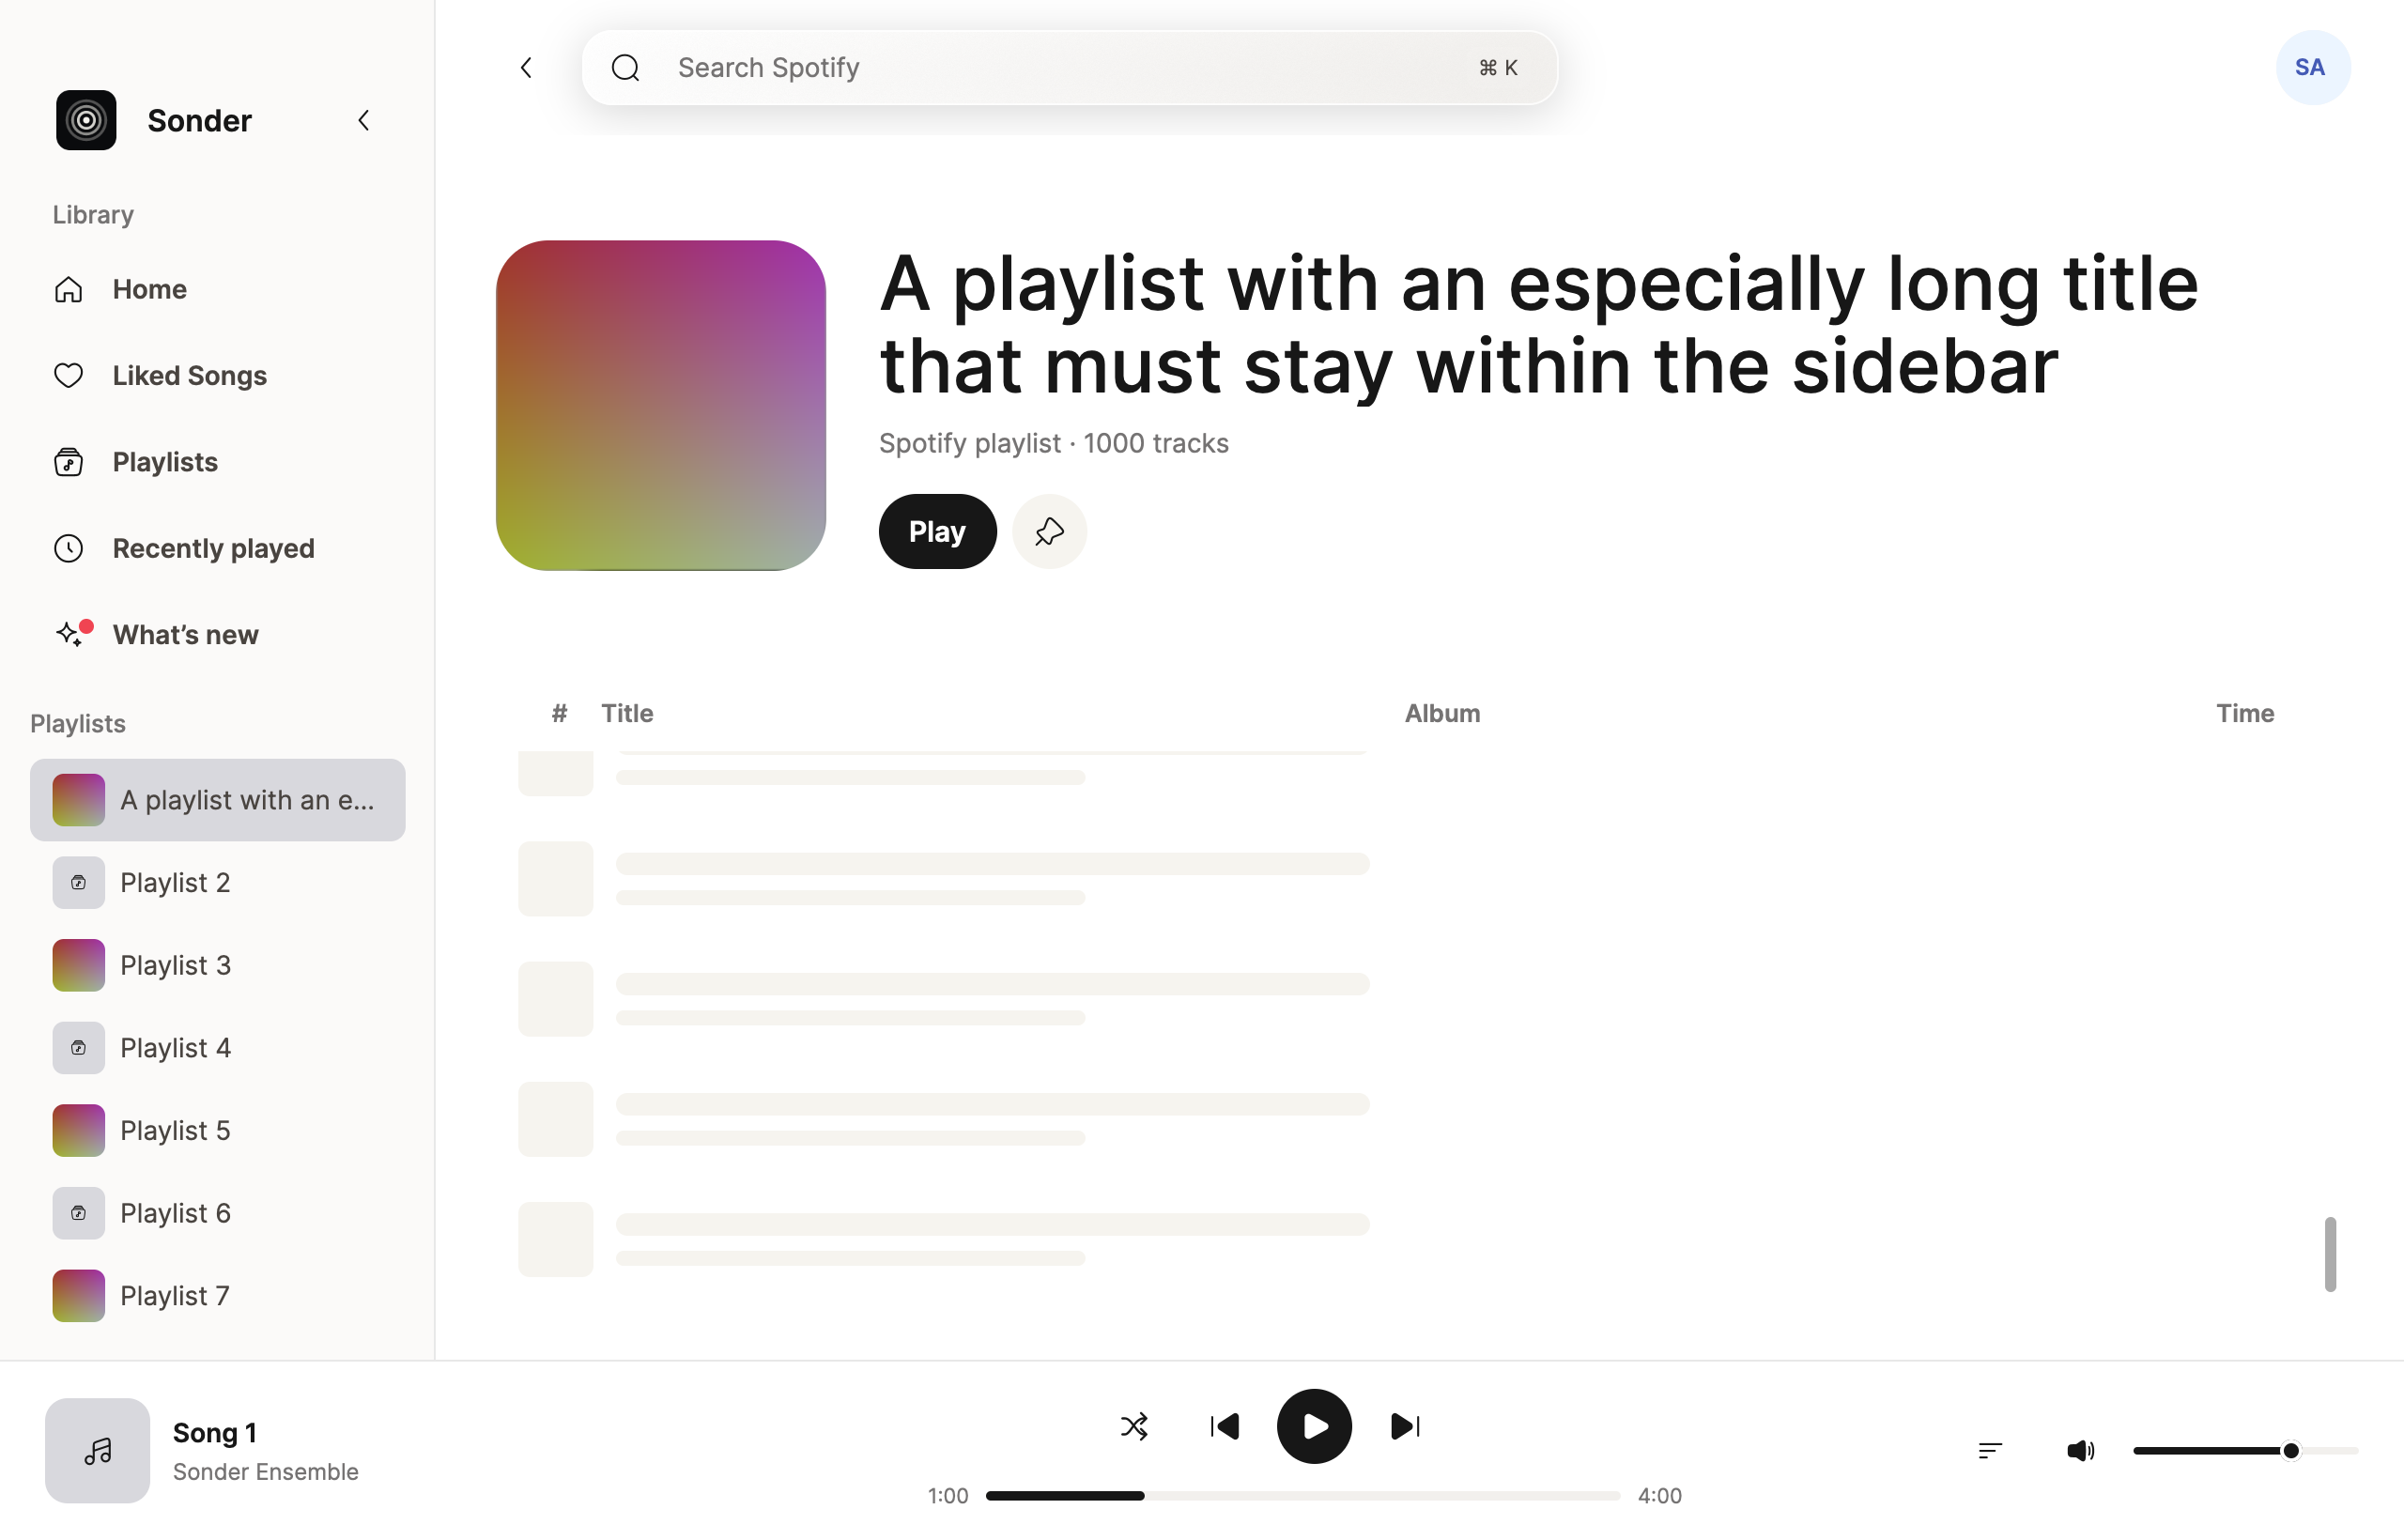 Sonder
Library
Home
Liked Songs
Playlists
Recently played
What’s new
Playlists
A playlist with an e...
Playlist 2
Playlist 3
Playlist 4
Playlist 5
Playlist 6
Playlist 7
Search Spotify
⌘ K
SA
A playlist with an especially long title
that must stay within the sidebar
Spotify playlist · 1000 tracks
Play
# Title Album Time
Song 1
Sonder Ensemble
1:00
4:00